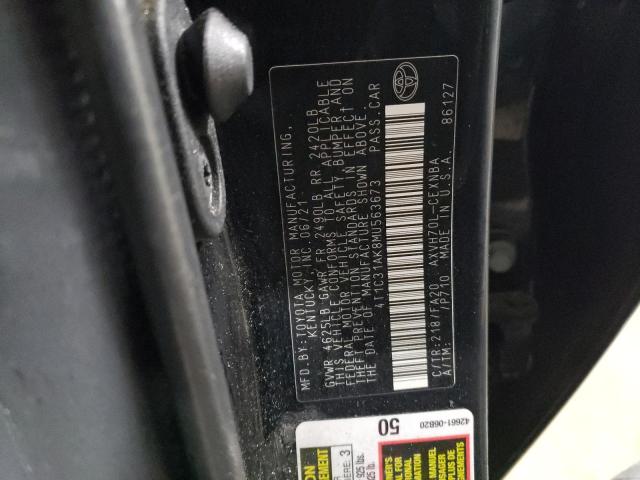 MFD. BY: TOYOTA MOTOR MANUFACTURING,
KENTUCKY, INC. 06/21
GVWR 4625LB GAWR FR 2490LB RR 2420LB
THIS VEHICLE CONFORMS TO ALL APPLICABLE
FEDERAL MOTOR VEHICLE SAFETY, BUMPER AND
THEFT PREVENTION STANDARDS IN EFFECT ON
THE DATE OF MANUFACTURE SHOWN ABOVE.
4T1C31AK8MU563673 PASS. CAR
C/TR:218/FA20 AXVH70L-CEXNBA
A/TM: /P710 MADE IN U.S.A. 86127
50
42661-06B20